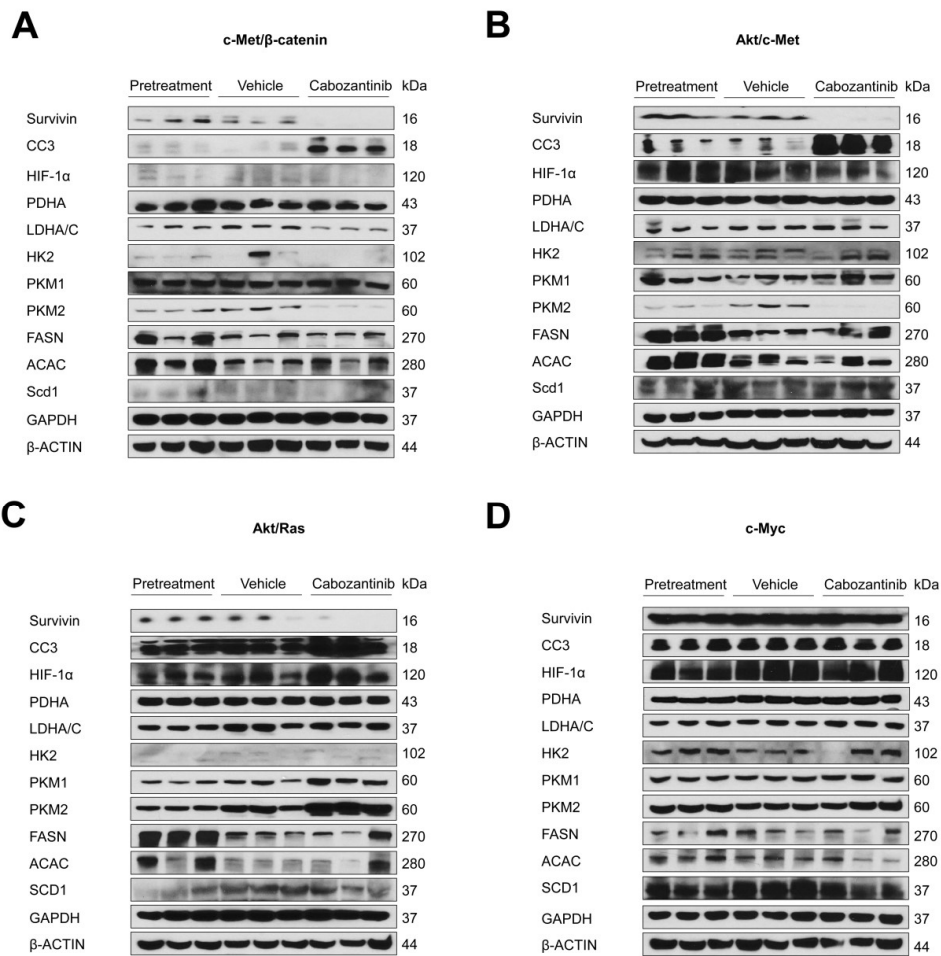 A
c-Met/β-catenin
Pretreatment Vehicle Cabozantinib kDa
Survivin 16
CC3 18
HIF-1α 120
PDHA 43
LDHA/C 37
HK2 102
PKM1 60
PKM2 60
FASN 270
ACAC 280
Scd1 37
GAPDH 37
β-ACTIN 44
B
Akt/c-Met
Pretreatment Vehicle Cabozantinib kDa
Survivin 16
CC3 18
HIF-1α 120
PDHA 43
LDHA/C 37
HK2 102
PKM1 60
PKM2 60
FASN 270
ACAC 280
Scd1 37
GAPDH 37
β-ACTIN 44
C
Akt/Ras
Pretreatment Vehicle Cabozantinib kDa
Survivin 16
CC3 18
HIF-1α 120
PDHA 43
LDHA/C 37
HK2 102
PKM1 60
PKM2 60
FASN 270
ACAC 280
SCD1 37
GAPDH 37
β-ACTIN 44
D
c-Myc
Pretreatment Vehicle Cabozantinib kDa
Survivin 16
CC3 18
HIF-1α 120
PDHA 43
LDHA/C 37
HK2 102
PKM1 60
PKM2 60
FASN 270
ACAC 280
SCD1 37
GAPDH 37
β-ACTIN 44